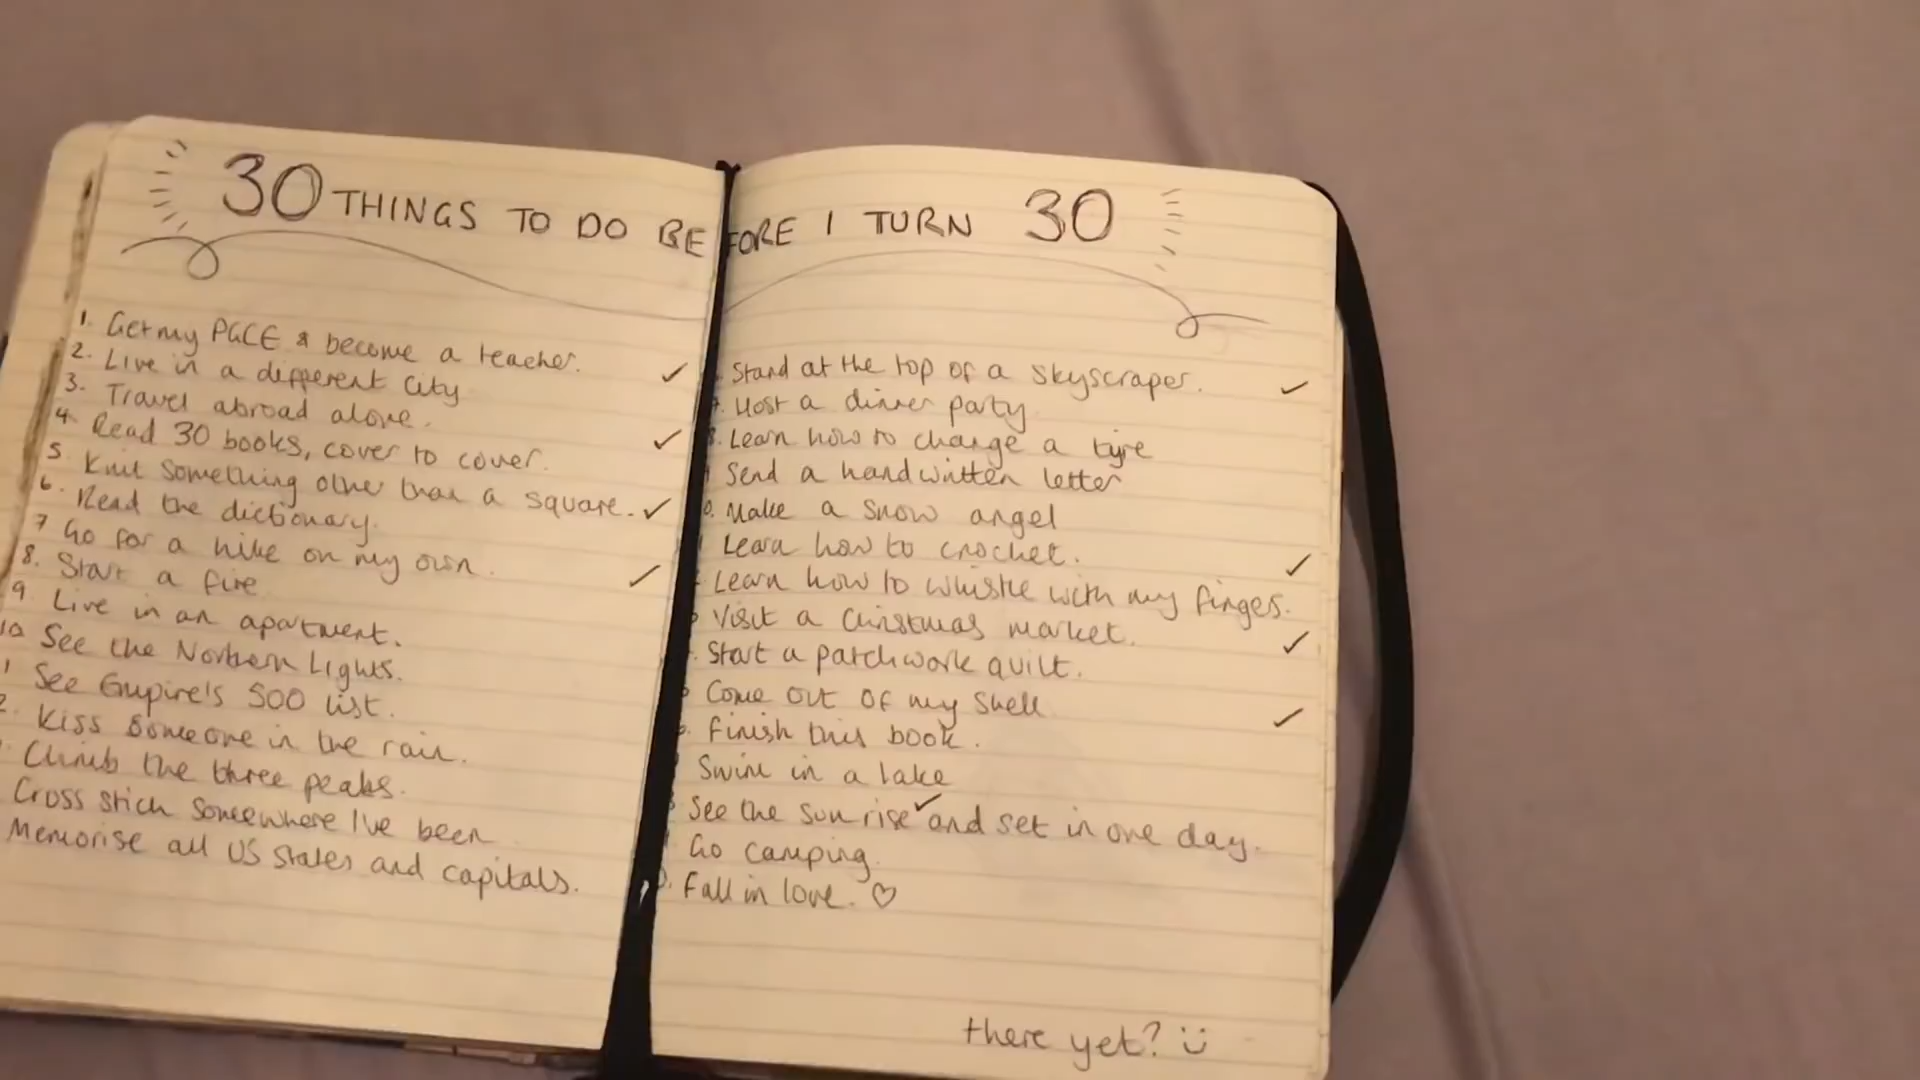 30 THINGS TO DO BEFORE I TURN 30
1. Get my PGCE & become a teacher.
2. Live in a different city ✓
3. Travel abroad alone.
4. Read 30 books, cover to cover. ✓
5. Knit something other than a square. ✓
6. Read the dictionary.
7 Go for a hike on my own.
8. Start a fire ✓
9. Live in an apartment.
10 See the Northern Lights.
1 See Empire's 500 list.
2. Kiss someone in the rain.
Climb the three peaks.
Cross stich somewhere I've been
Memorise all US states and capitals.
Stand at the top of a skyscraper. ✓
7. Host a dinner party
8. Learn how to change a tyre
Send a handwritten letter
0. Make a snow angel
Learn how to crochet. ✓
Learn how to whistle with my finges.
Visit a Christmas market. ✓
Start a patchwork quilt.
Come out of my shell ✓
Finish this book.
Swim in a lake
See the sun rise ✓ and set in one day.
Go camping.
Fall in love. ♡
there yet? :)